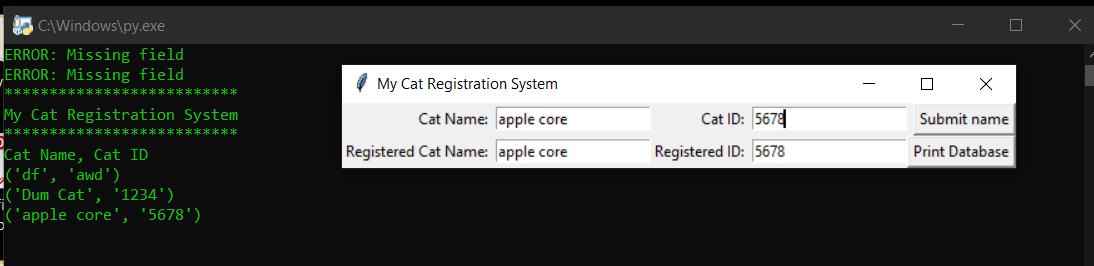 C:\Windows\py.exe
ERROR: Missing field
ERROR: Missing field
**************************
My Cat Registration System
**************************
Cat Name, Cat ID
('df', 'awd')
('Dum Cat', '1234')
('apple core', '5678')
My Cat Registration System
Cat Name: apple core Cat ID: 5678 Submit name
Registered Cat Name: apple core Registered ID: 5678 Print Database